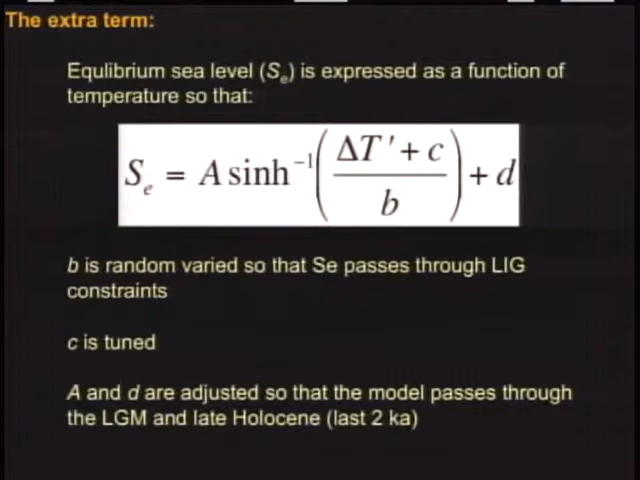 The extra term:
Equlibrium sea level (Sₑ) is expressed as a function of
temperature so that:
Sₑ = A sinh⁻¹((ΔT'+c)/b) + d
b is random varied so that Se passes through LIG
constraints
c is tuned
A and d are adjusted so that the model passes through
the LGM and late Holocene (last 2 ka)